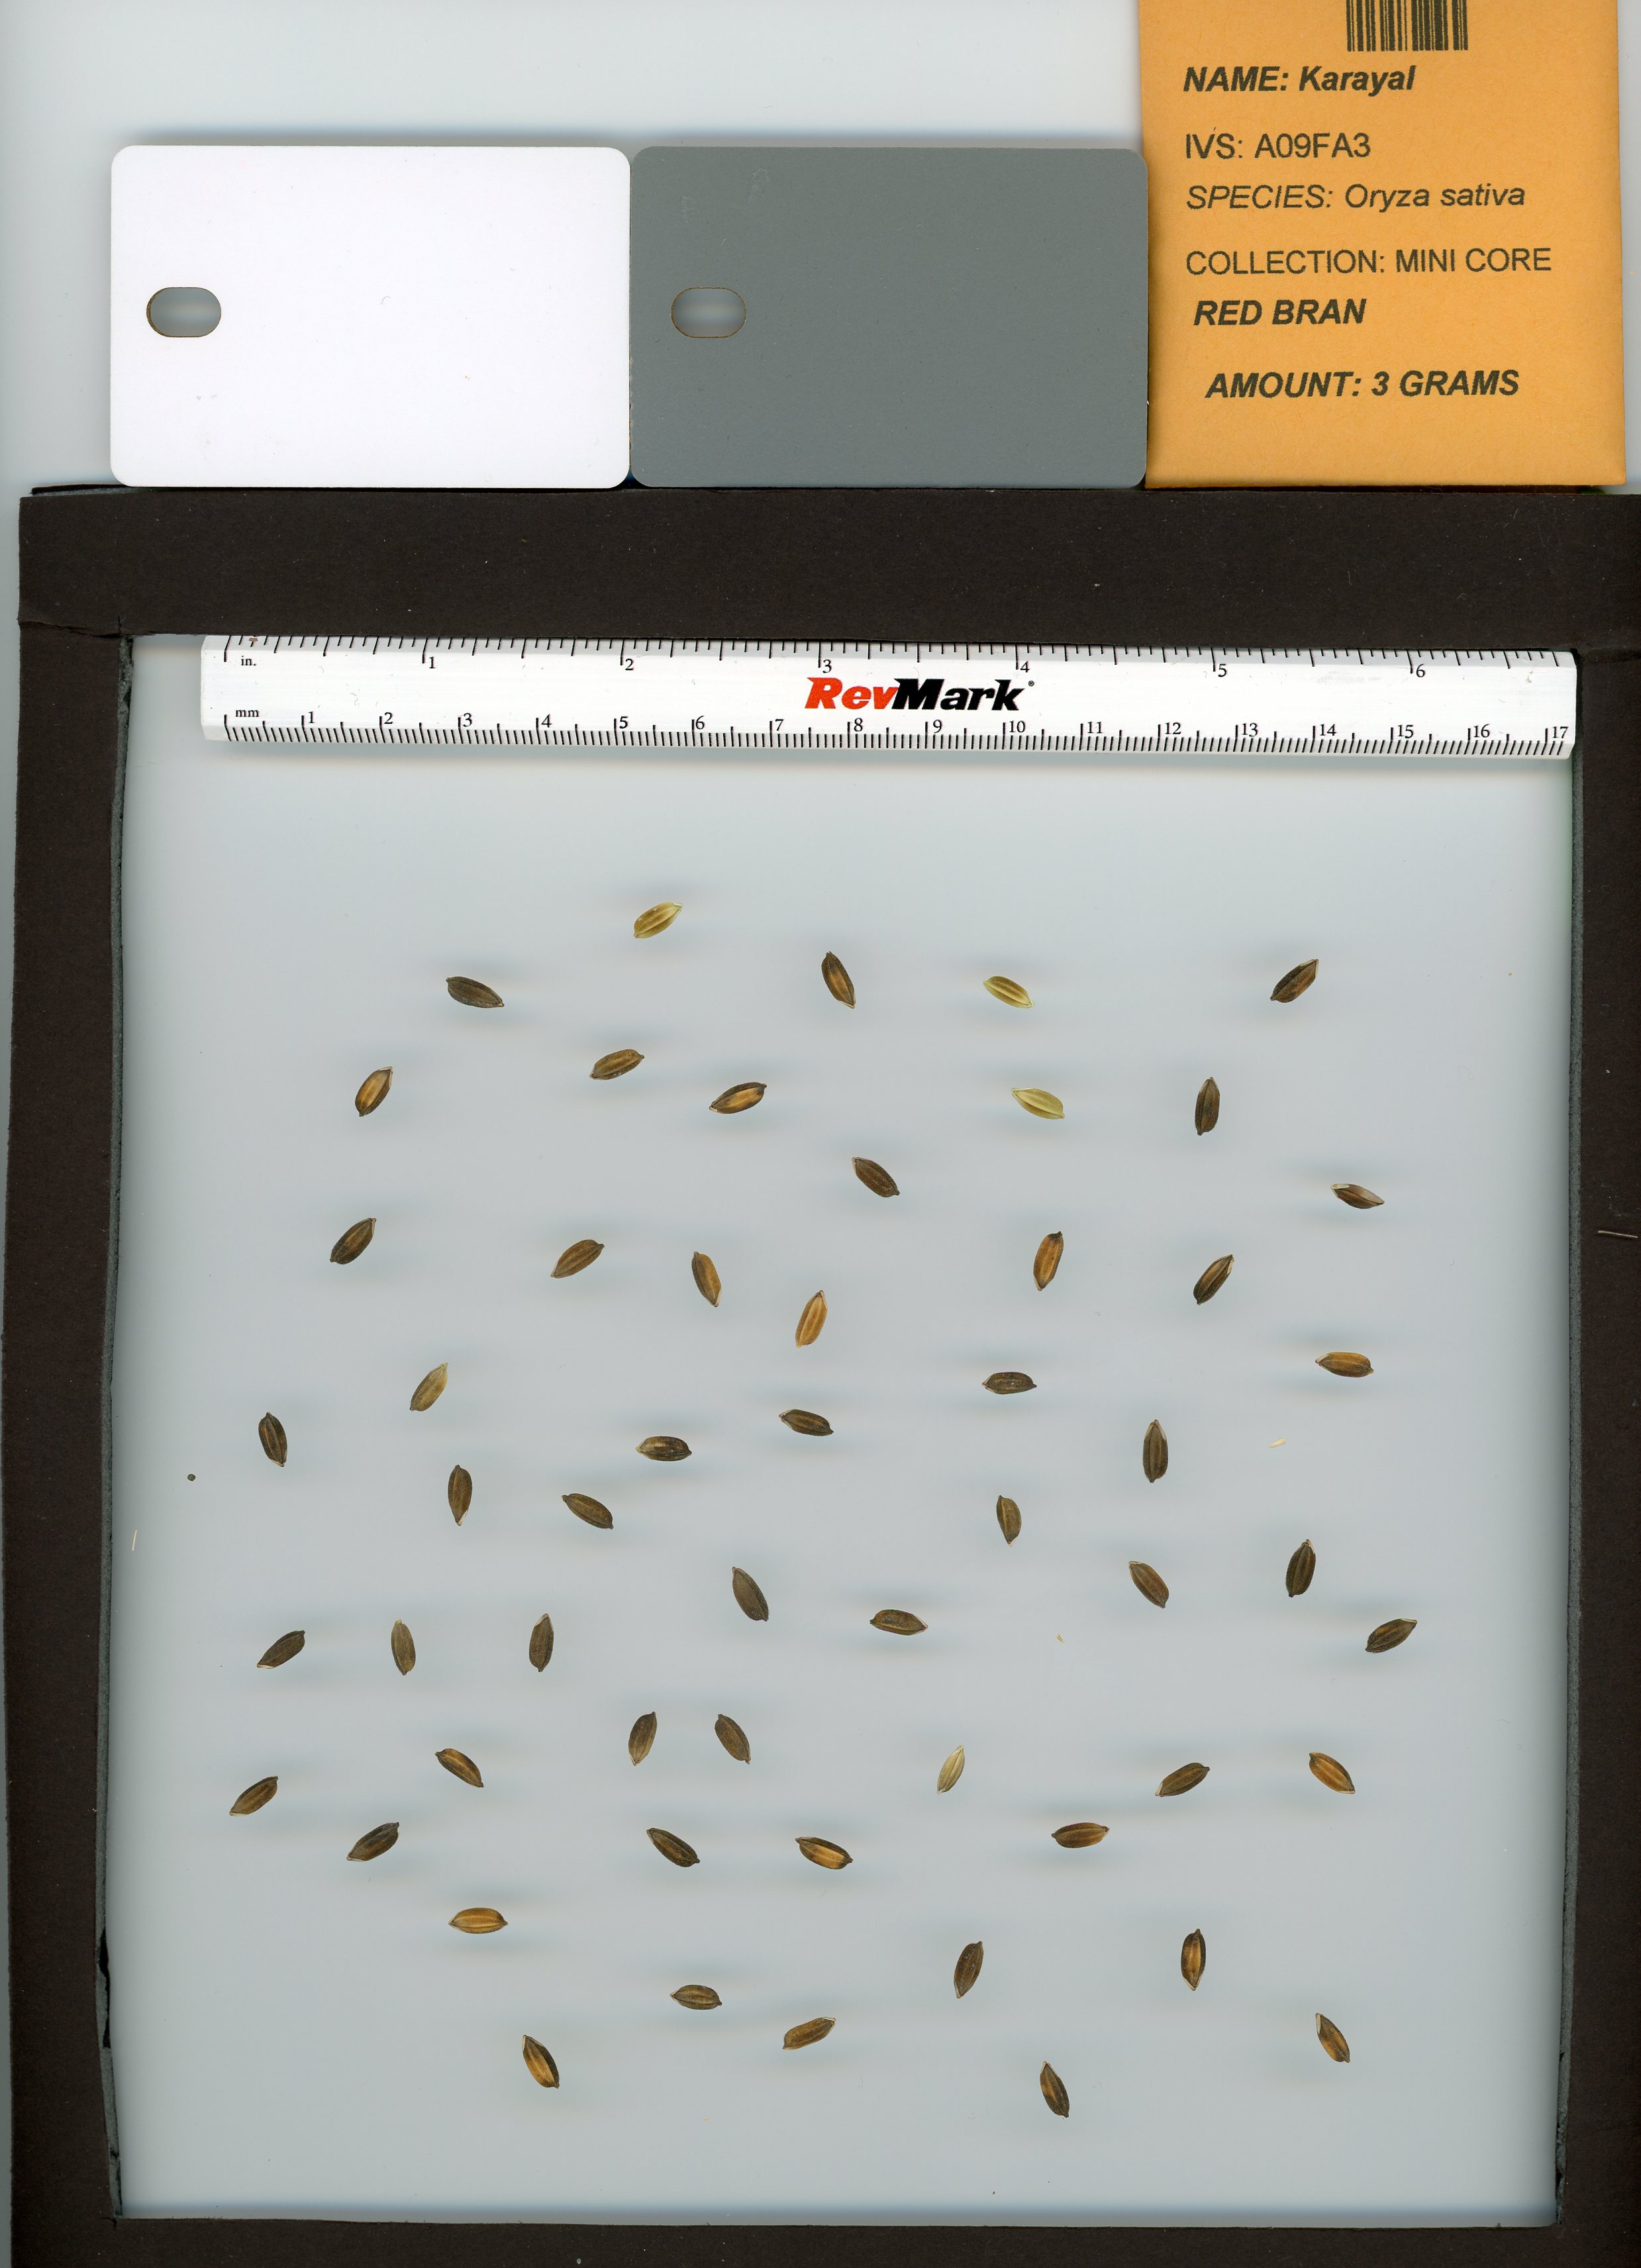 NAME: Karayal
IVS: A09FA3
SPECIES: Oryza sativa
COLLECTION: MINI CORE
RED BRAN
AMOUNT: 3 GRAMS
in. 1 2 3 4 5 6
RevMark
mm 1 2 3 4 5 6 7 8 9 10 11 12 13 14 15 16 17